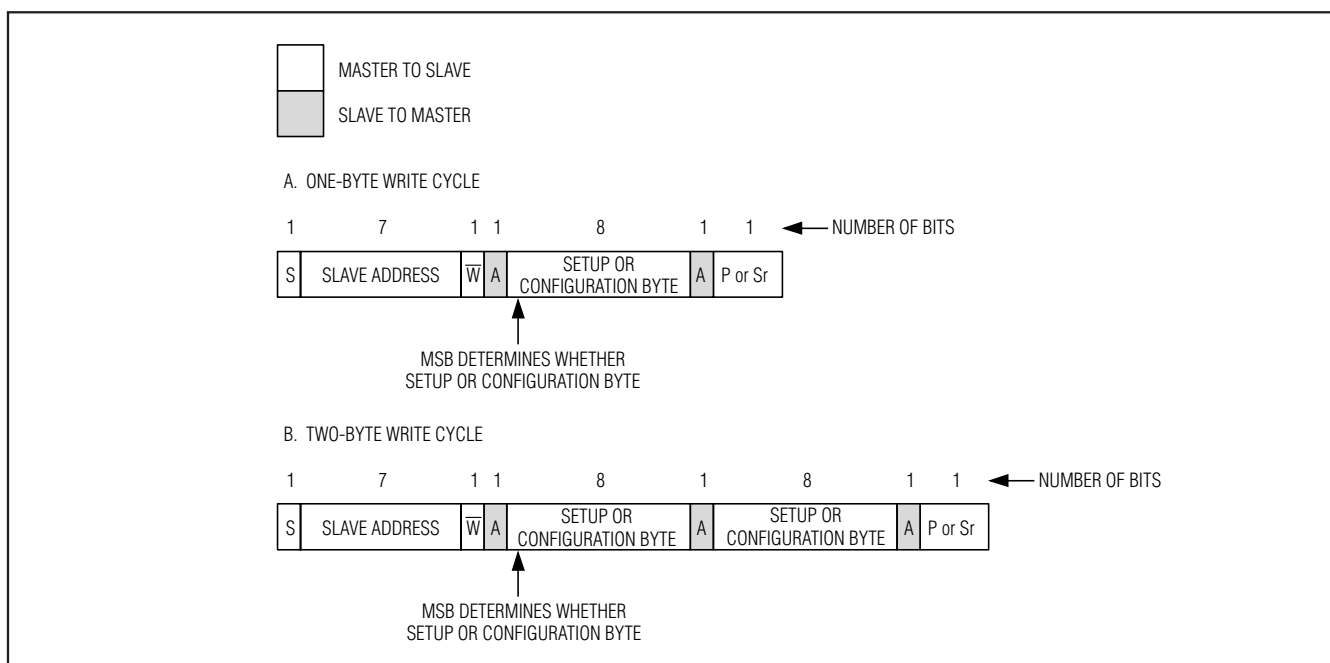 MASTER TO SLAVE
SLAVE TO MASTER
A. ONE-BYTE WRITE CYCLE
1 7 1 1 8 1 1 NUMBER OF BITS
S SLAVE ADDRESS W̅ A SETUP OR CONFIGURATION BYTE A P or Sr
MSB DETERMINES WHETHER
SETUP OR CONFIGURATION BYTE
B. TWO-BYTE WRITE CYCLE
1 7 1 1 8 1 8 1 1 NUMBER OF BITS
S SLAVE ADDRESS W̅ A SETUP OR CONFIGURATION BYTE A SETUP OR CONFIGURATION BYTE A P or Sr
MSB DETERMINES WHETHER
SETUP OR CONFIGURATION BYTE